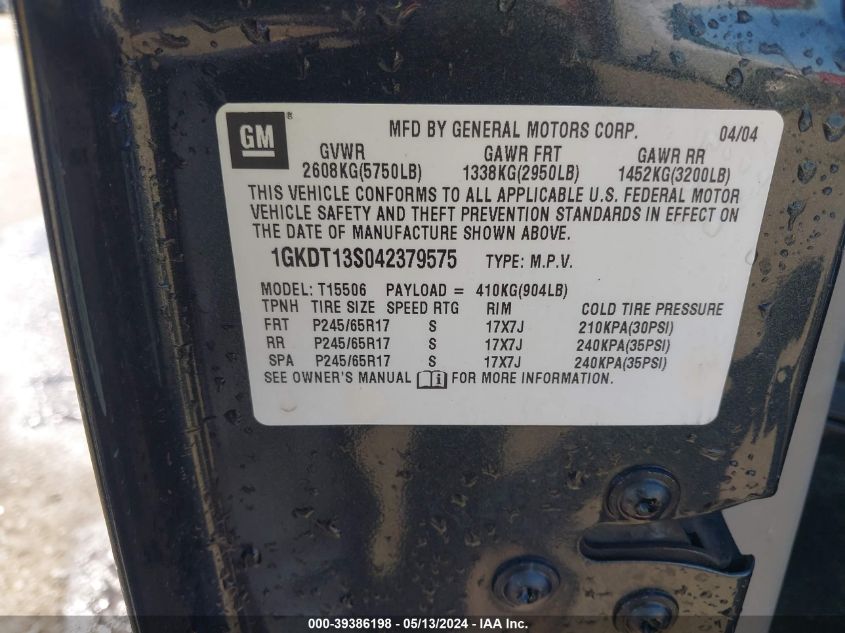 GM ® MFD BY GENERAL MOTORS CORP. 04/04
GVWR GAWR FRT GAWR RR
2608KG(5750LB) 1338KG(2950LB) 1452KG(3200LB)
THIS VEHICLE CONFORMS TO ALL APPLICABLE U.S. FEDERAL MOTOR
VEHICLE SAFETY AND THEFT PREVENTION STANDARDS IN EFFECT ON
THE DATE OF MANUFACTURE SHOWN ABOVE.
1GKDT13S042379575 TYPE: M.P.V.
MODEL: T15506 PAYLOAD = 410KG(904LB)
TPNH TIRE SIZE SPEED RTG RIM COLD TIRE PRESSURE
FRT P245/65R17 S 17X7J 210KPA(30PSI)
RR P245/65R17 S 17X7J 240KPA(35PSI)
SPA P245/65R17 S 17X7J 240KPA(35PSI)
SEE OWNER'S MANUAL FOR MORE INFORMATION.
000-39386198 - 05/13/2024 - IAA Inc.